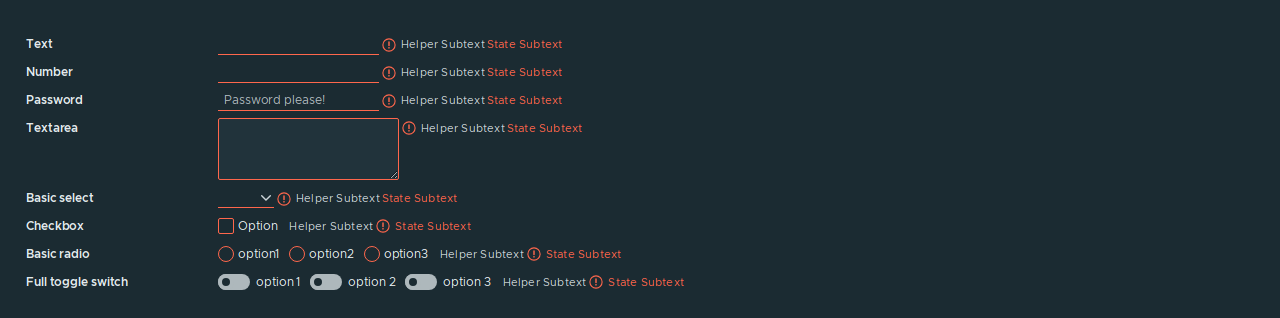 Text Helper Subtext State Subtext
Number Helper Subtext State Subtext
Password Password please! Helper Subtext State Subtext
Textarea Helper Subtext State Subtext
Basic select Helper Subtext State Subtext
Checkbox Option Helper Subtext State Subtext
Basic radio option1 option2 option3 Helper Subtext State Subtext
Full toggle switch option 1 option 2 option 3 Helper Subtext State Subtext